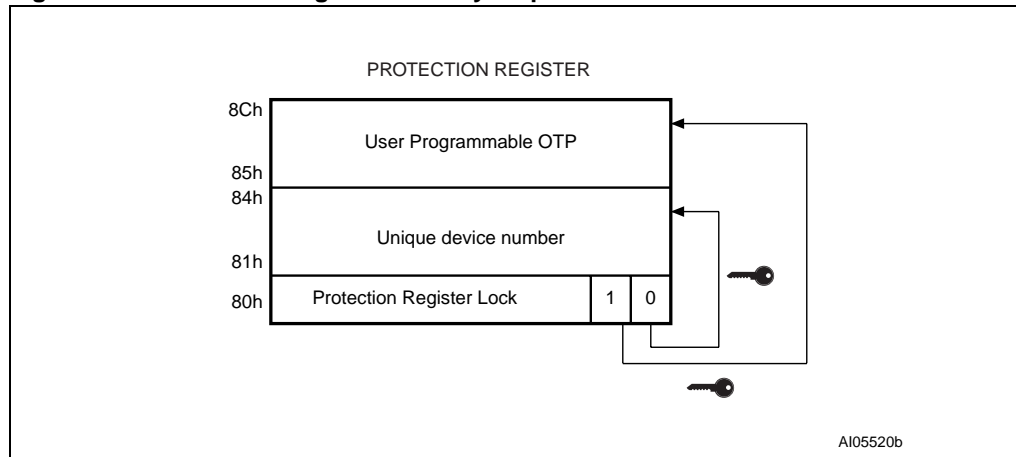 PROTECTION REGISTER
8Ch
User Programmable OTP
85h
84h
Unique device number
81h
80h
Protection Register Lock
1
0
AI05520b